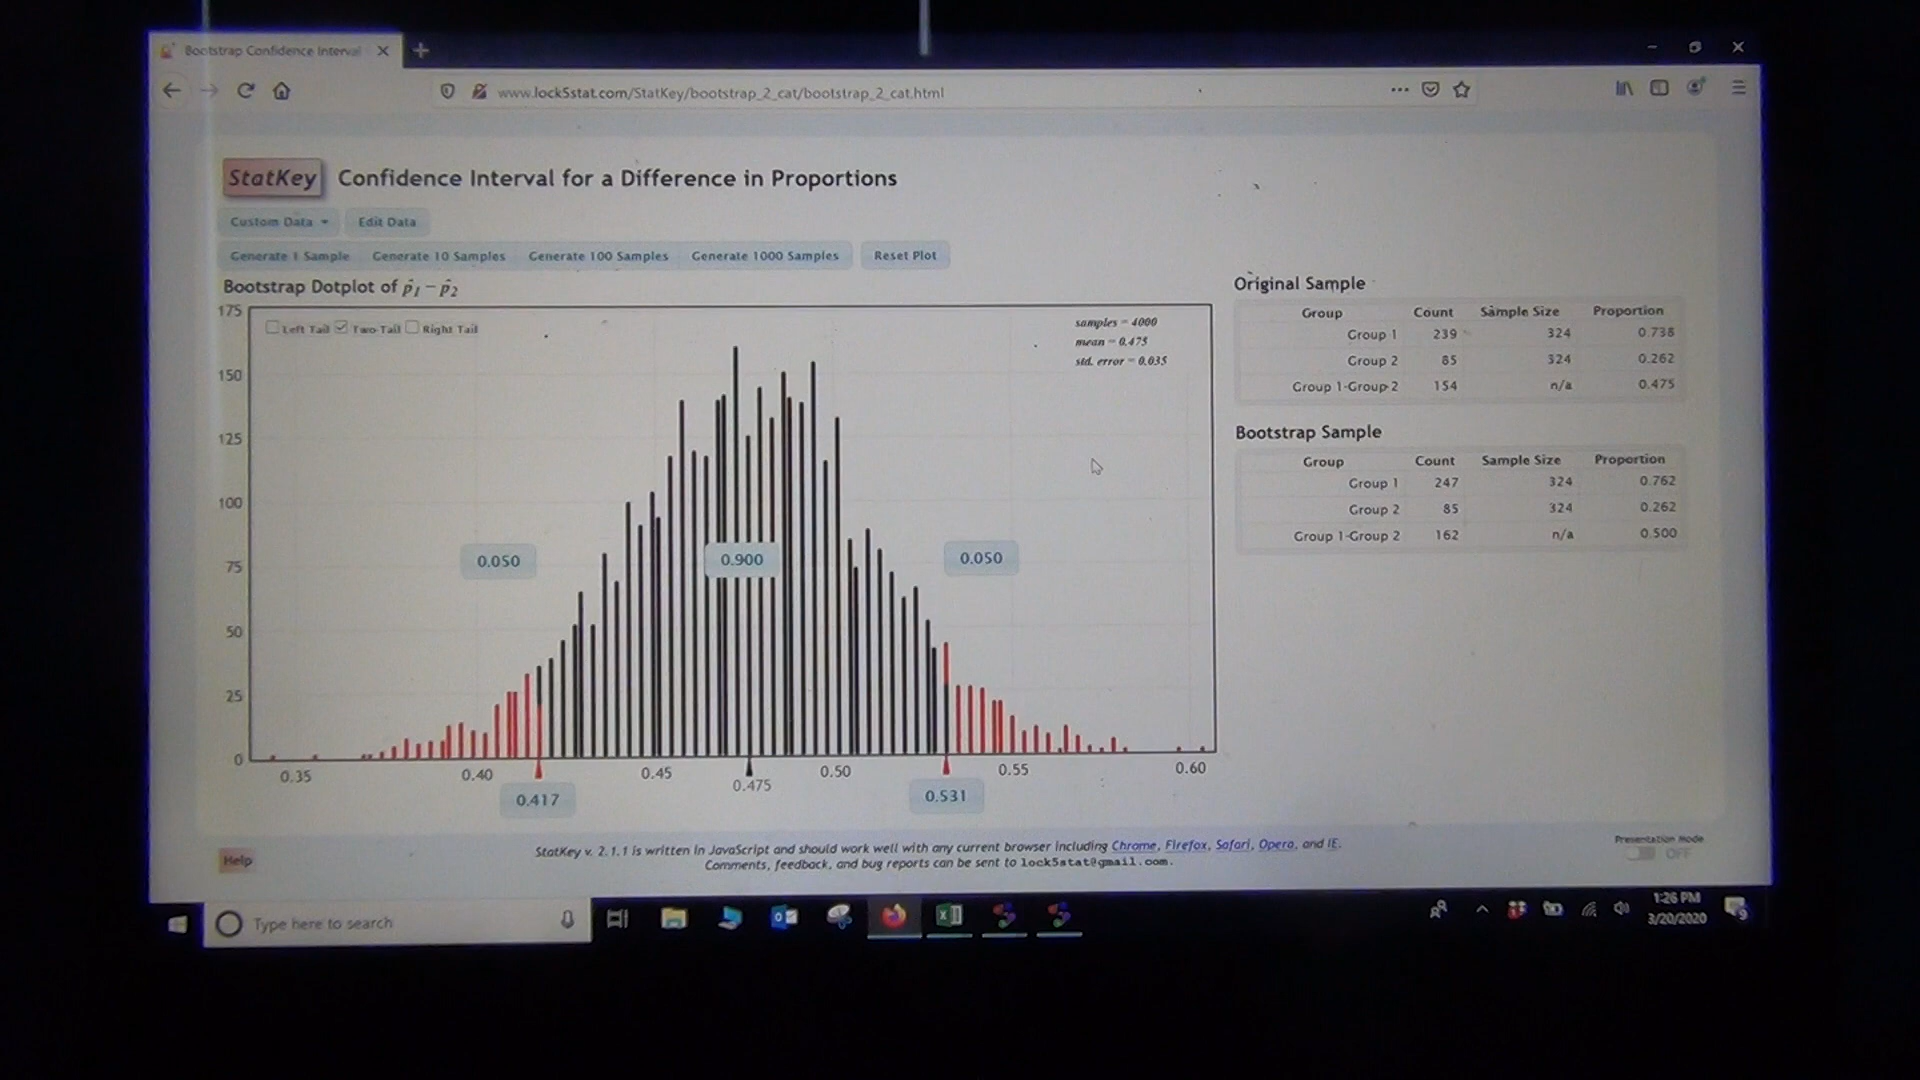 Bootstrap Confidence Interval
www.lock5stat.com/StatKey/bootstrap_2_cat/bootstrap_2_cat.html
StatKey Confidence Interval for a Difference in Proportions
Custom Data Edit Data
Generate 1 Sample Generate 10 Samples Generate 100 Samples Generate 1000 Samples Reset Plot
Bootstrap Dotplot of p̂1 − p̂2
Left Tail Two-Tail Right Tail
samples = 4000
mean = 0.475
std. error = 0.035
175
150
125
100
75
50
25
0
0.050 0.900 0.050
0.35 0.40 0.45 0.50 0.55 0.60
0.475
0.417 0.531
Original Sample
Group Count Sample Size Proportion
Group 1 239 324 0.738
Group 2 85 324 0.262
Group 1-Group 2 154 n/a 0.475
Bootstrap Sample
Group Count Sample Size Proportion
Group 1 247 324 0.762
Group 2 85 324 0.262
Group 1-Group 2 162 n/a 0.500
Help
StatKey v. 2.1.1 is written in JavaScript and should work well with any current browser including Chrome, Firefox, Safari, Opera, and IE.
Comments, feedback, and bug reports can be sent to lock5stat@gmail.com.
Presentation Mode
OFF
Type here to search
1:26 PM
3/20/2020